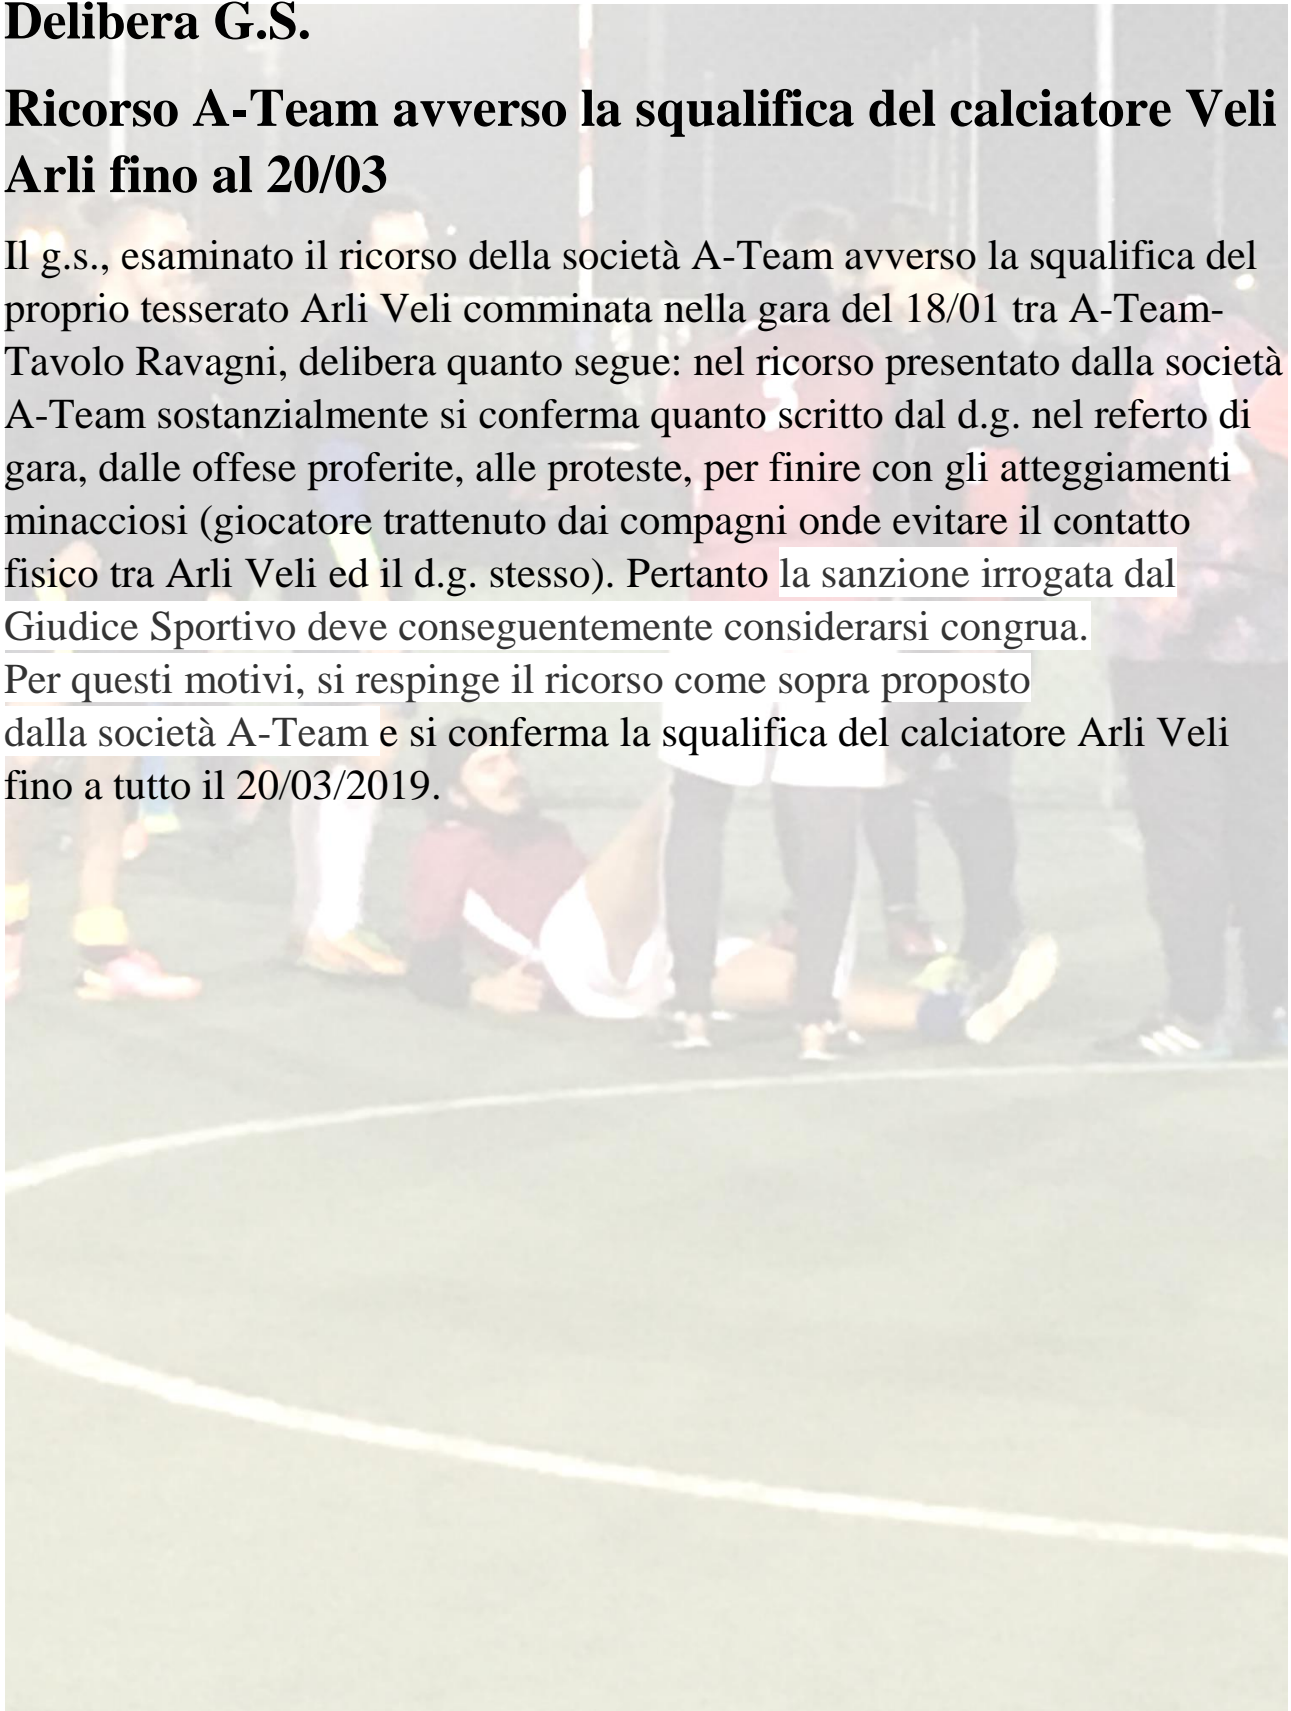 Delibera G.S.
Ricorso A-Team avverso la squalifica del calciatore Veli
Arli fino al 20/03
Il g.s., esaminato il ricorso della società A-Team avverso la squalifica del
proprio tesserato Arli Veli comminata nella gara del 18/01 tra A-Team-
Tavolo Ravagni, delibera quanto segue: nel ricorso presentato dalla società
A-Team sostanzialmente si conferma quanto scritto dal d.g. nel referto di
gara, dalle offese proferite, alle proteste, per finire con gli atteggiamenti
minacciosi (giocatore trattenuto dai compagni onde evitare il contatto
fisico tra Arli Veli ed il d.g. stesso). Pertanto la sanzione irrogata dal
Giudice Sportivo deve conseguentemente considerarsi congrua.
Per questi motivi, si respinge il ricorso come sopra proposto
dalla società A-Team e si conferma la squalifica del calciatore Arli Veli
fino a tutto il 20/03/2019.